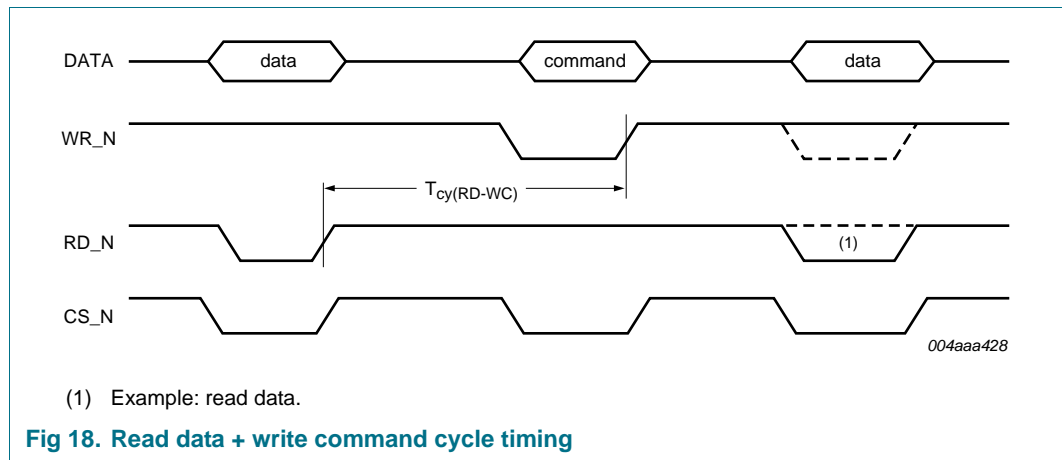 DATA
data
command
data
WR_N
T_cy(RD-WC)
RD_N
(1)
CS_N
004aaa428
(1) Example: read data.
Fig 18. Read data + write command cycle timing